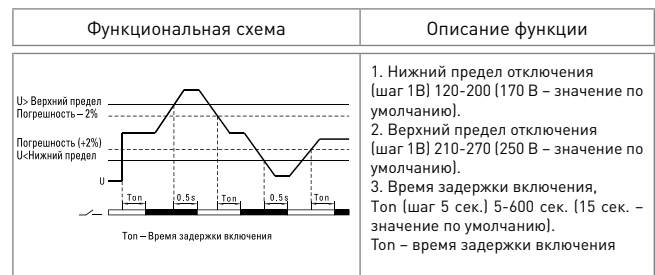 Функциональная схема
Описание функции
U> Верхний предел
Погрешность – 2%
Погрешность (+2%)
U<Нижний предел
U
Ton
0.5s
Ton
0.5s
Ton
Ton – Время задержки включения
1. Нижний предел отключения
(шаг 1В) 120-200 (170 В – значение по
умолчанию).
2. Верхний предел отключения
(шаг 1В) 210-270 (250 В – значение по
умолчанию).
3. Время задержки включения,
Ton (шаг 5 сек.) 5-600 сек. (15 сек. –
значение по умолчанию).
Ton – время задержки включения